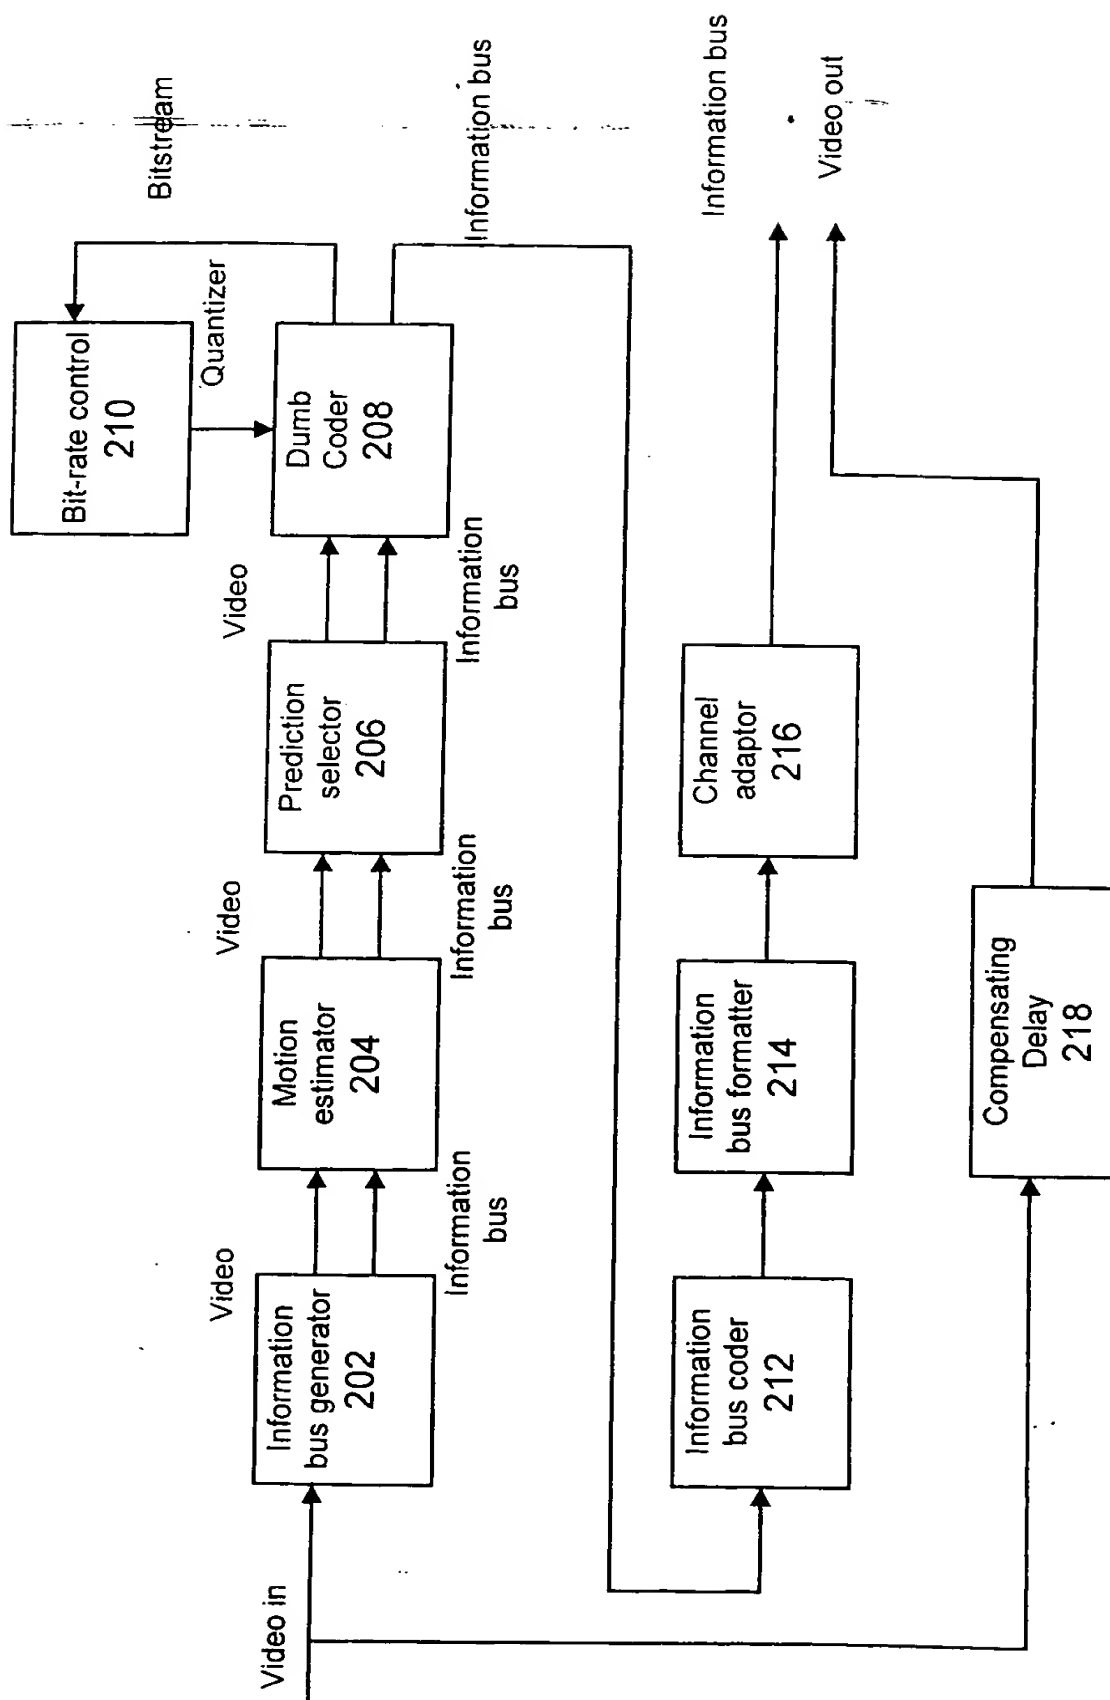 Bit-rate control
210
Bitstream
Quantizer
Video in
Information
bus generator
202
Video
Information
bus
Motion
estimator
204
Video
Information
bus
Prediction
selector
206
Video
Information
bus
Dumb
Coder
208
Information bus
Information
bus coder
212
Information
bus formatter
214
Channel
adaptor
216
Information bus
Video out
Compensating
Delay
218